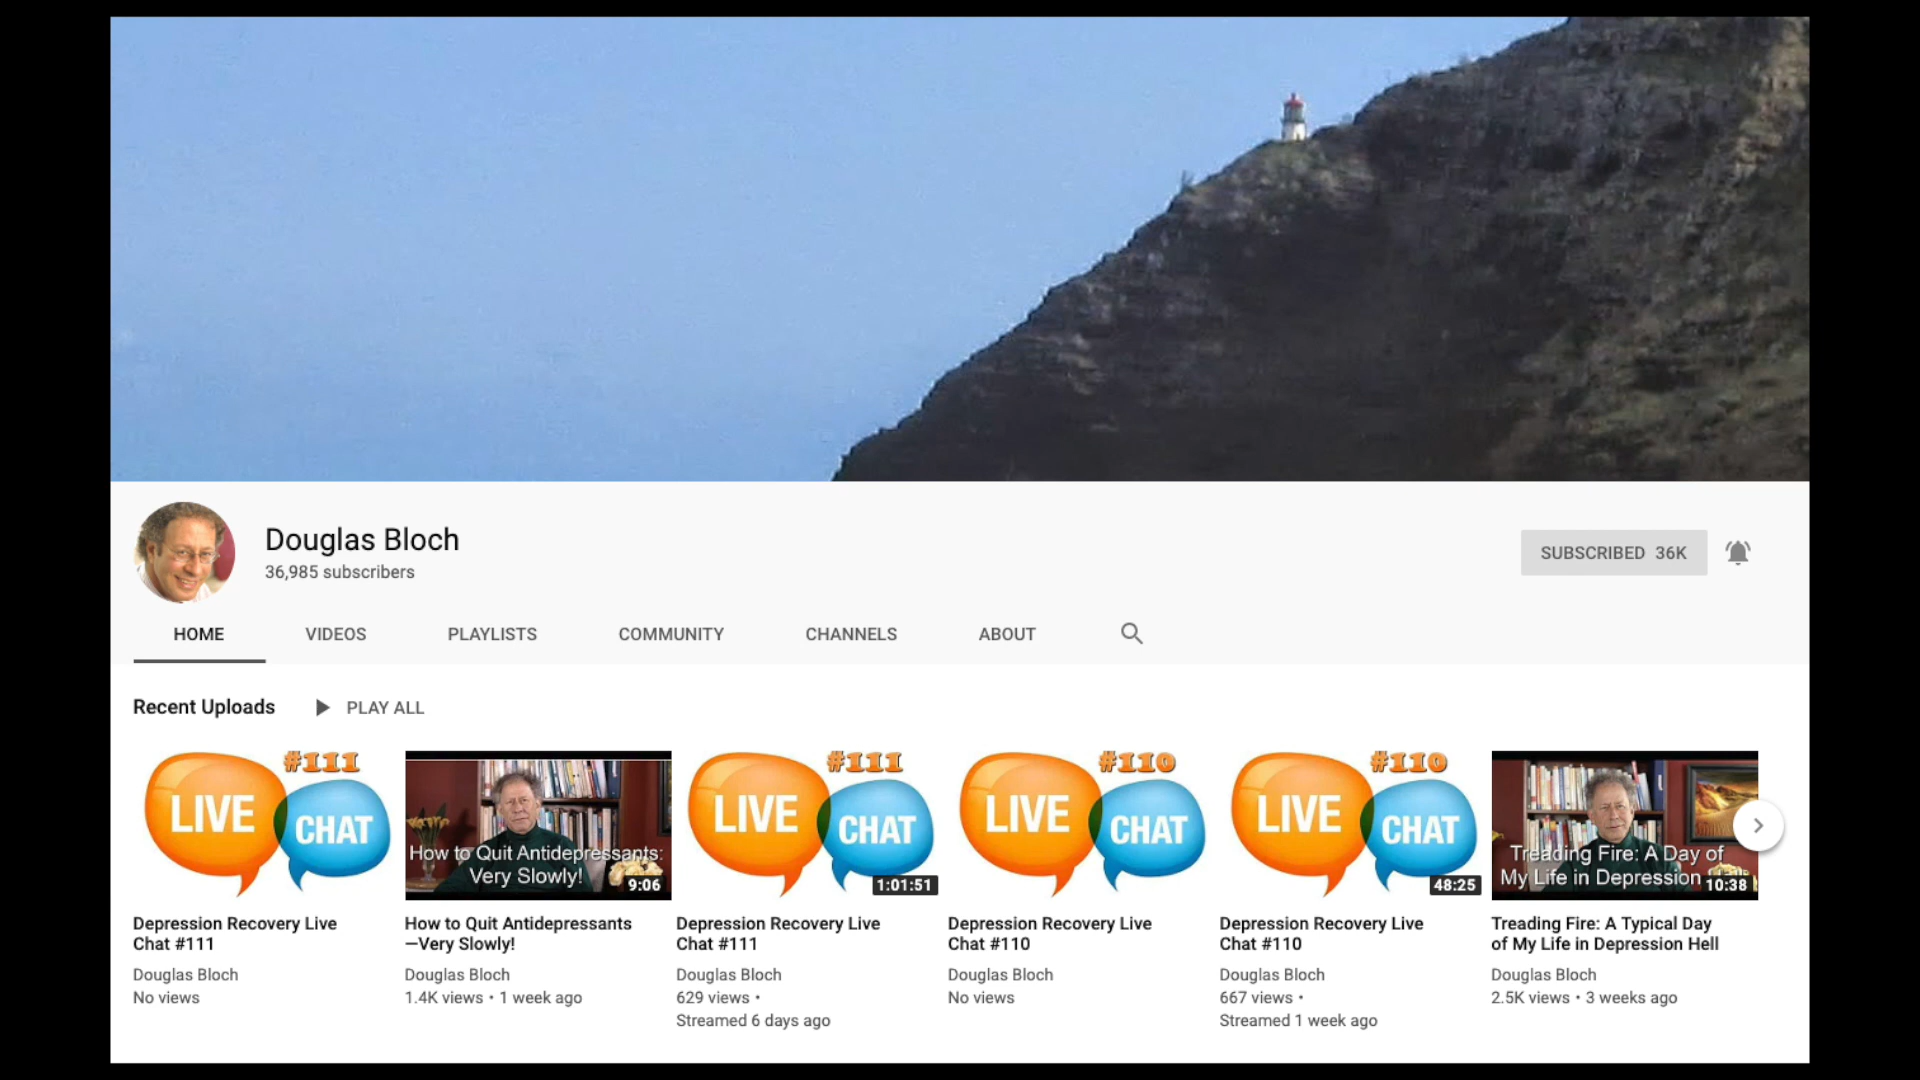 Douglas Bloch
36,985 subscribers
SUBSCRIBED 36K
HOME VIDEOS PLAYLISTS COMMUNITY CHANNELS ABOUT
Recent Uploads PLAY ALL
#111
LIVE
CHAT
Depression Recovery Live
Chat #111
Douglas Bloch
No views
How to Quit Antidepressants:
Very Slowly!
9:06
How to Quit Antidepressants
—Very Slowly!
Douglas Bloch
1.4K views • 1 week ago
#111
LIVE
CHAT
1:01:51
Depression Recovery Live
Chat #111
Douglas Bloch
629 views •
Streamed 6 days ago
#110
LIVE
CHAT
Depression Recovery Live
Chat #110
Douglas Bloch
No views
#110
LIVE
CHAT
48:25
Depression Recovery Live
Chat #110
Douglas Bloch
667 views •
Streamed 1 week ago
Treading Fire: A Day of
My Life in Depression
10:38
Treading Fire: A Typical Day
of My Life in Depression Hell
Douglas Bloch
2.5K views • 3 weeks ago